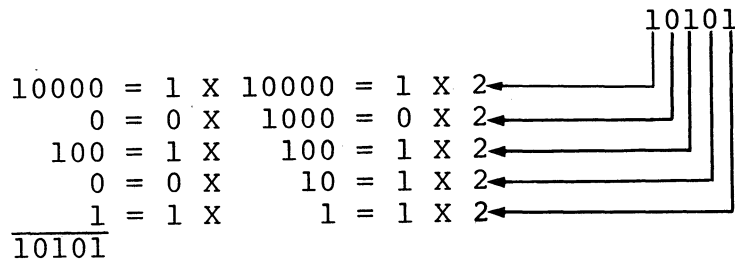 10101
10000 = 1 X 10000 = 1 X 2
0 = 0 X 1000 = 0 X 2
100 = 1 X 100 = 1 X 2
0 = 0 X 10 = 1 X 2
1 = 1 X 1 = 1 X 2
10101